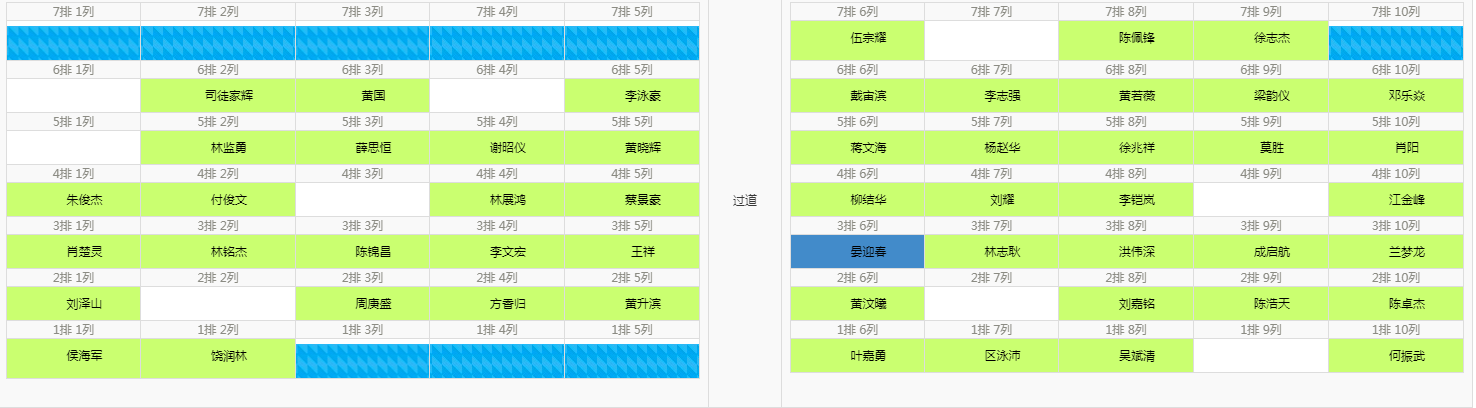 7排 1列 7排 2列 7排 3列 7排 4列 7排 5列 7排 6列 7排 7列 7排 8列 7排 9列 7排 10列
伍宗耀 陈佩锋 徐志杰
6排 1列 6排 2列 6排 3列 6排 4列 6排 5列 6排 6列 6排 7列 6排 8列 6排 9列 6排 10列
司徒家辉 黄国 李泳豪 戴宙滨 李志强 黄若薇 梁韵仪 邓乐焱
5排 1列 5排 2列 5排 3列 5排 4列 5排 5列 5排 6列 5排 7列 5排 8列 5排 9列 5排 10列
林监勇 薛思恒 谢昭仪 黄晓辉 蒋文海 杨赵华 徐兆祥 莫胜 肖阳
4排 1列 4排 2列 4排 3列 4排 4列 4排 5列 4排 6列 4排 7列 4排 8列 4排 9列 4排 10列
朱俊杰 付俊文 林展鸿 蔡景豪 过道 柳结华 刘耀 李铠岚 江金峰
3排 1列 3排 2列 3排 3列 3排 4列 3排 5列 3排 6列 3排 7列 3排 8列 3排 9列 3排 10列
肖楚灵 林铭杰 陈锦昌 李文宏 王祥 晏迎春 林志耿 洪伟深 成启航 兰梦龙
2排 1列 2排 2列 2排 3列 2排 4列 2排 5列 2排 6列 2排 7列 2排 8列 2排 9列 2排 10列
刘泽山 周庚盛 方香归 黄升滨 黄汶曦 刘嘉铭 陈浩天 陈卓杰
1排 1列 1排 2列 1排 3列 1排 4列 1排 5列 1排 6列 1排 7列 1排 8列 1排 9列 1排 10列
侯海军 饶润林 叶嘉勇 区泳沛 吴斌清 何振武